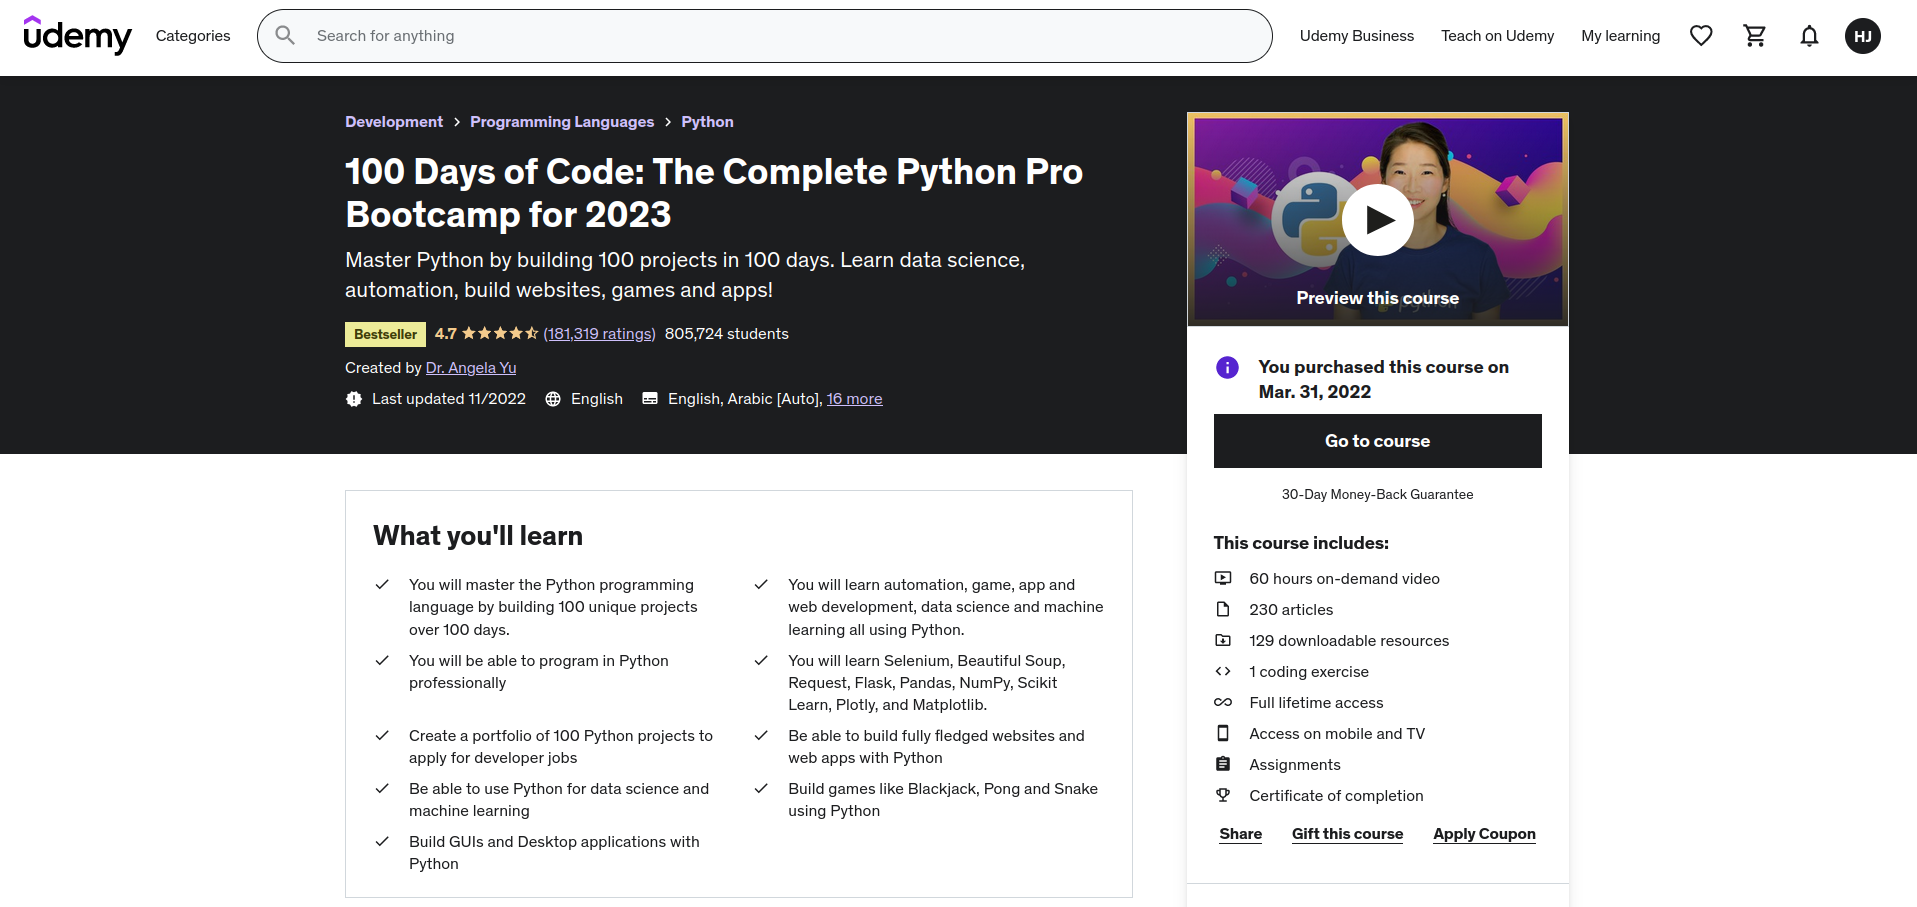 udemy
Categories
Search for anything
Udemy Business
Teach on Udemy
My learning
HJ
Development > Programming Languages > Python
100 Days of Code: The Complete Python Pro
Bootcamp for 2023
Master Python by building 100 projects in 100 days. Learn data science,
automation, build websites, games and apps!
Bestseller 4.7 (181,319 ratings) 805,724 students
Created by Dr. Angela Yu
Last updated 11/2022 English English, Arabic [Auto], 16 more
Preview this course
python
You purchased this course on
Mar. 31, 2022
Go to course
30-Day Money-Back Guarantee
This course includes:
60 hours on-demand video
230 articles
129 downloadable resources
1 coding exercise
Full lifetime access
Access on mobile and TV
Assignments
Certificate of completion
Share
Gift this course
Apply Coupon
What you'll learn
You will master the Python programming
language by building 100 unique projects
over 100 days.
You will learn automation, game, app and
web development, data science and machine
learning all using Python.
You will be able to program in Python
professionally
You will learn Selenium, Beautiful Soup,
Request, Flask, Pandas, NumPy, Scikit
Learn, Plotly, and Matplotlib.
Create a portfolio of 100 Python projects to
apply for developer jobs
Be able to build fully fledged websites and
web apps with Python
Be able to use Python for data science and
machine learning
Build games like Blackjack, Pong and Snake
using Python
Build GUIs and Desktop applications with
Python